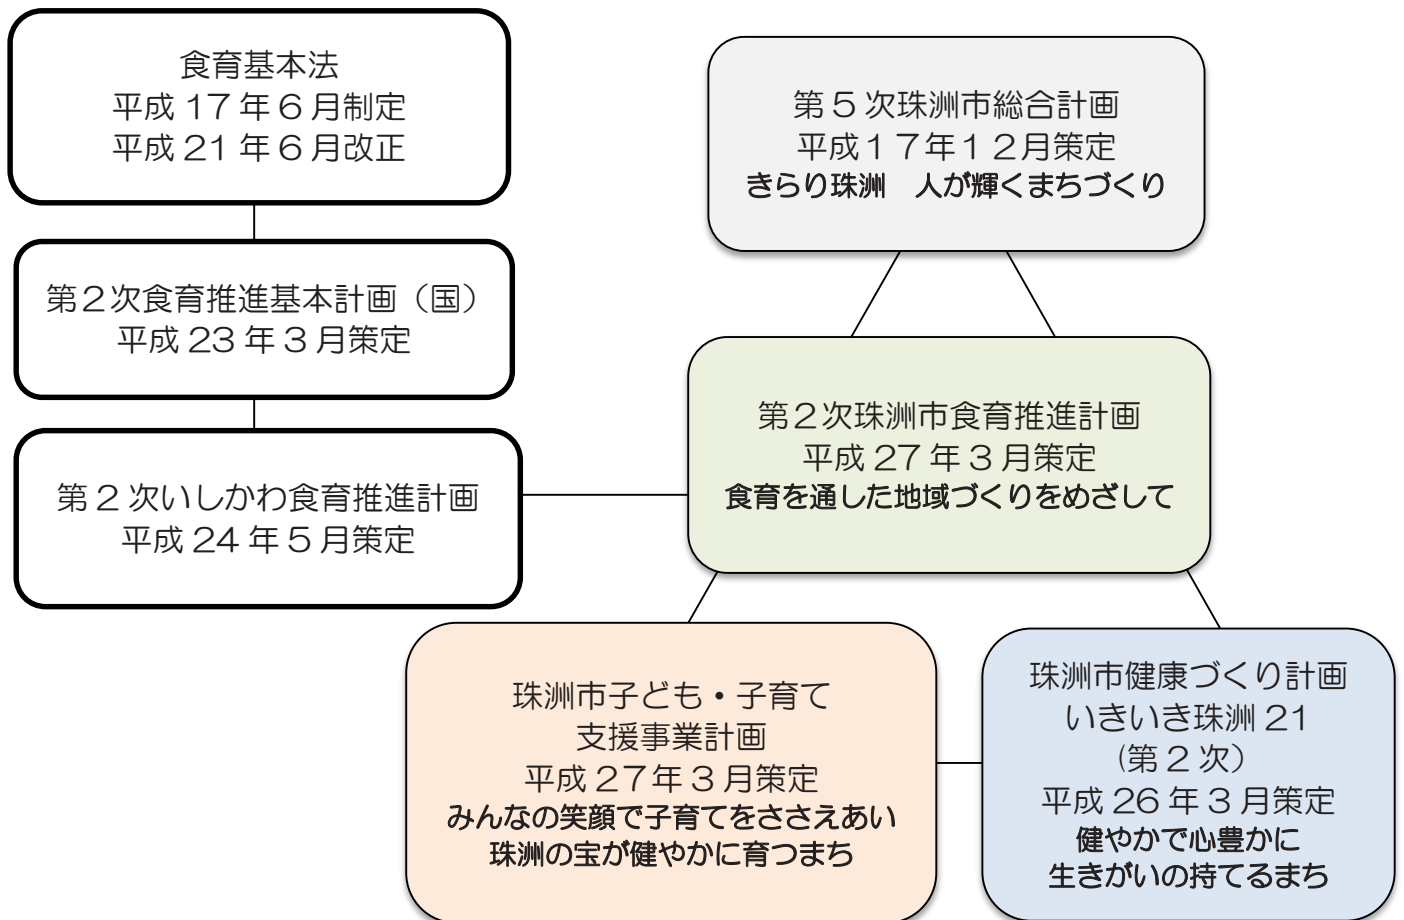 食育基本法
平成 17 年 6 月制定
平成 21 年 6 月改正
第2次食育推進基本計画（国）
平成 23 年 3 月策定
第 2 次いしかわ食育推進計画
平成 24 年 5 月策定
第 5 次珠洲市総合計画
平成１７年１２月策定
きらり珠洲　人が輝くまちづくり
第2次珠洲市食育推進計画
平成 27 年 3 月策定
食育を通した地域づくりをめざして
珠洲市子ども・子育て
支援事業計画
平成 27年 3 月策定
みんなの笑顔で子育てをささえあい
珠洲の宝が健やかに育つまち
珠洲市健康づくり計画
いきいき珠洲 21
（第 2 次）
平成 26 年 3 月策定
健やかで心豊かに
生きがいの持てるまち